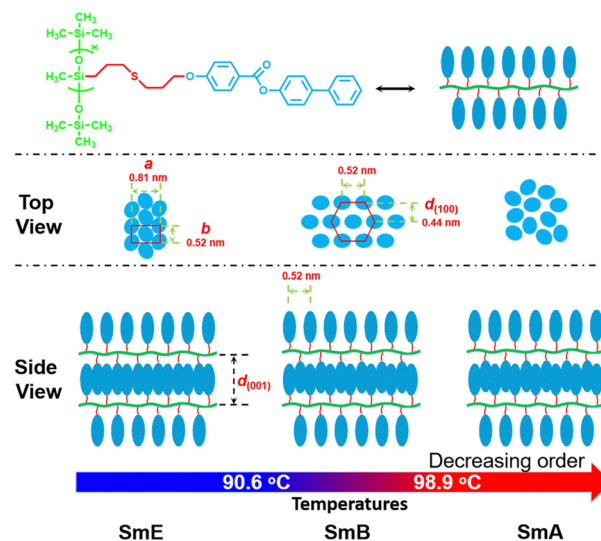 CH₃
H₃C-Si-CH₃
O
x
H₃C-Si
S
O
O
O
O
H₃C-Si-CH₃
CH₃
Top View
a
0.81 nm
b
0.52 nm
0.52 nm
d(100)
0.44 nm
Side View
d(001)
0.52 nm
Decreasing order
90.6 °C
98.9 °C
Temperatures
SmE
SmB
SmA